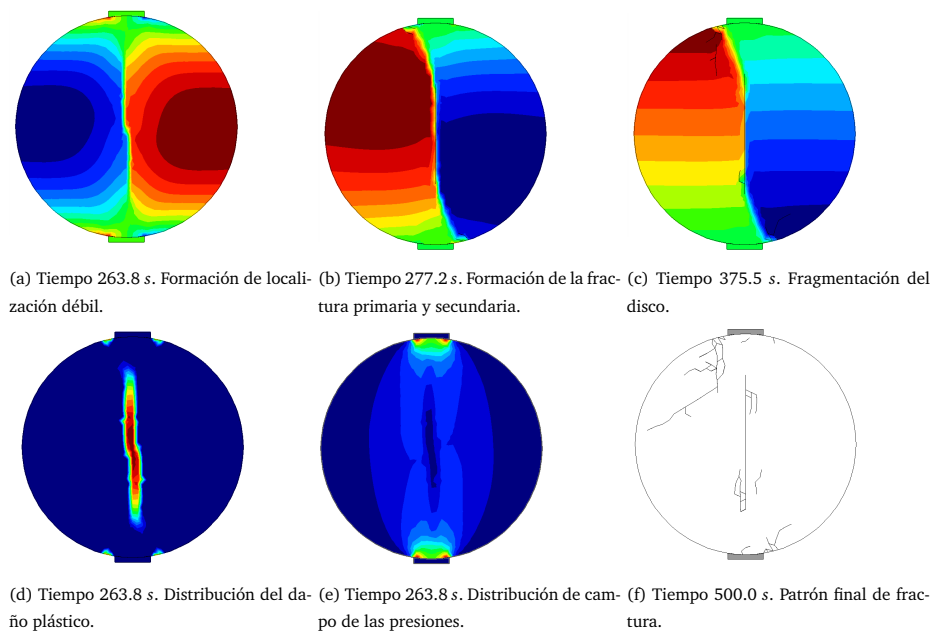 (a) Tiempo 263.8 s. Formación de locali-
zación débil.
(b) Tiempo 277.2 s. Formación de la frac-
tura primaria y secundaria.
(c) Tiempo 375.5 s. Fragmentación del
disco.
(d) Tiempo 263.8 s. Distribución del da-
ño plástico.
(e) Tiempo 263.8 s. Distribución de cam-
po de las presiones.
(f) Tiempo 500.0 s. Patrón final de frac-
tura.